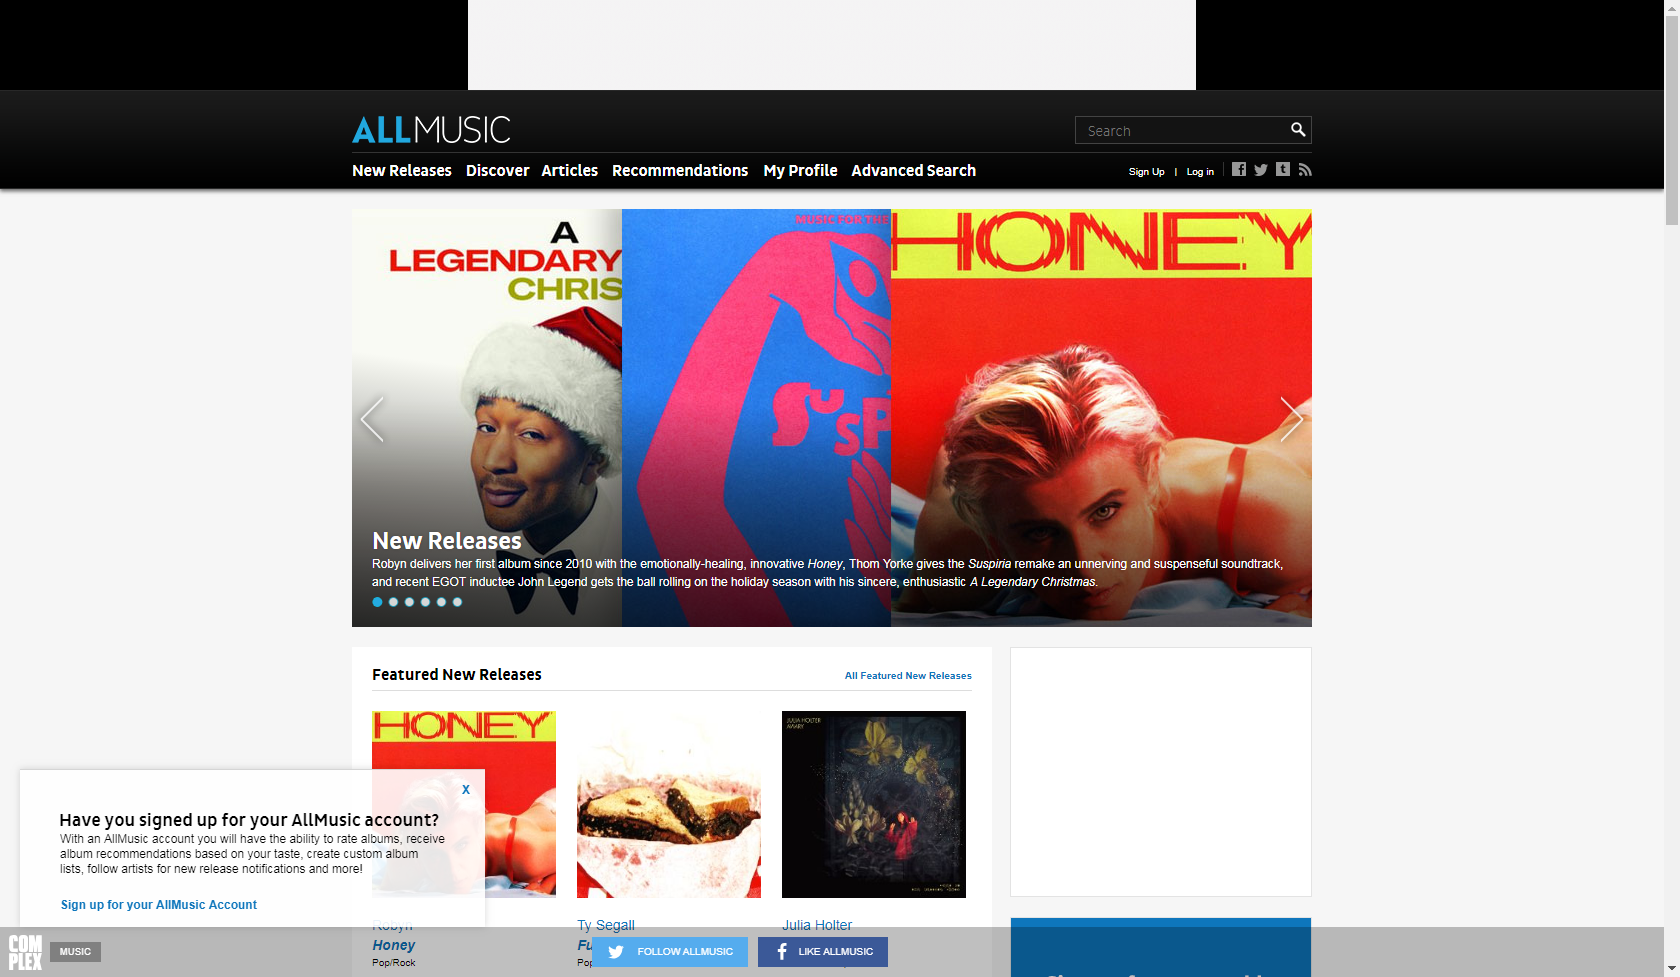 ALLMUSIC
Search
New Releases Discover Articles Recommendations My Profile Advanced Search
Sign Up | Log in
A
LEGENDARY
CHRIS
MUSIC FOR THE
SUSP
HONEY
New Releases
Robyn delivers her first album since 2010 with the emotionally-healing, innovative Honey, Thom Yorke gives the Suspiria remake an unnerving and suspenseful soundtrack,
and recent EGOT inductee John Legend gets the ball rolling on the holiday season with his sincere, enthusiastic A Legendary Christmas.
Featured New Releases
All Featured New Releases
HONEY
JULIA HOLTER
AVIARY
X
Have you signed up for your AllMusic account?
With an AllMusic account you will have the ability to rate albums, receive
album recommendations based on your taste, create custom album
lists, follow artists for new release notifications and more!
Sign up for your AllMusic Account
Robyn
Honey
Pop/Rock
Ty Segall
Julia Holter
COMPLEX
MUSIC
FOLLOW ALLMUSIC
LIKE ALLMUSIC